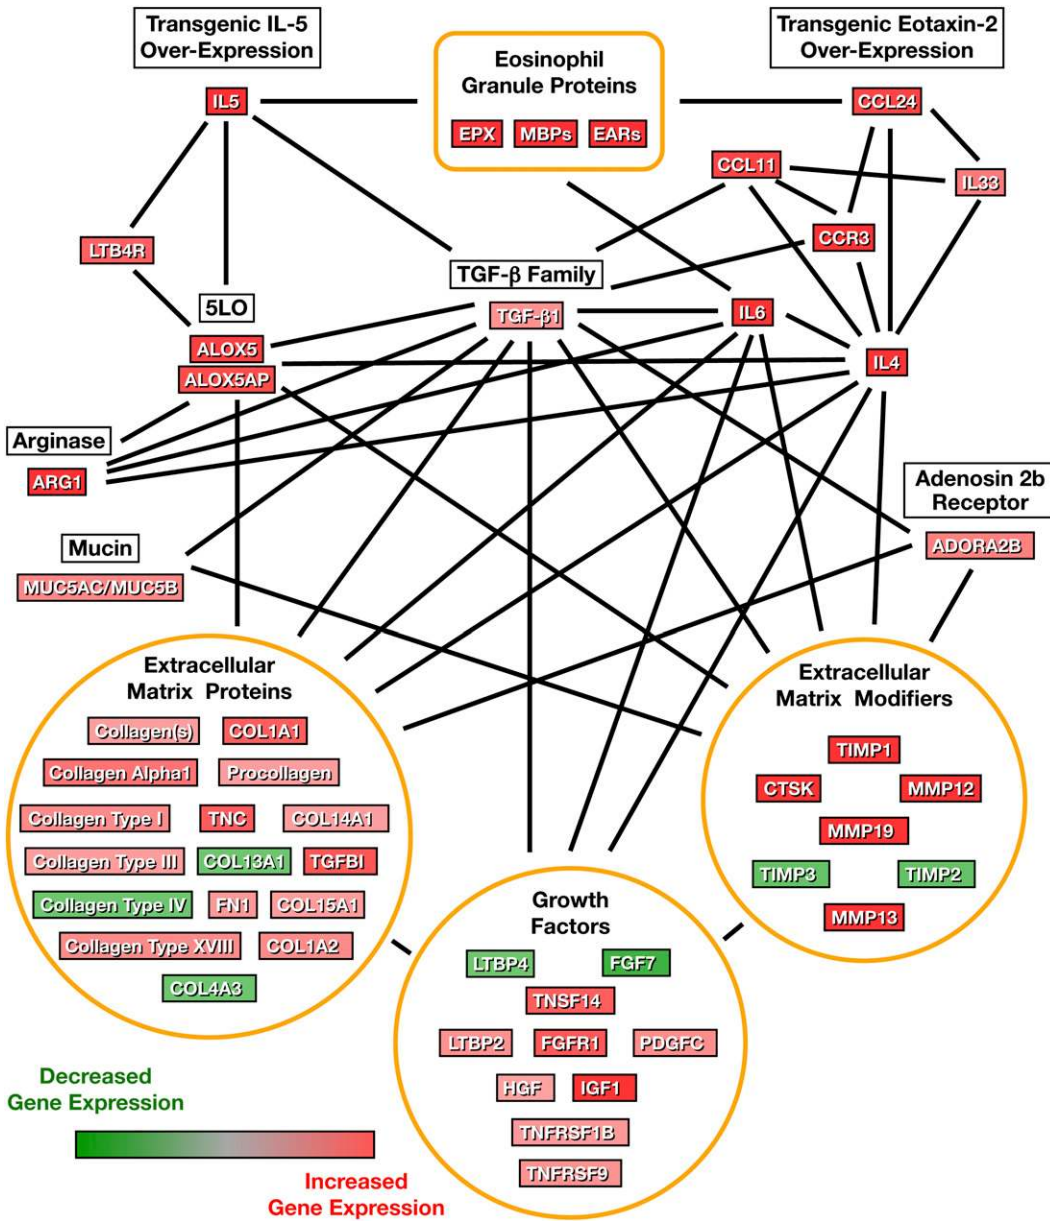 Transgenic IL-5
Over-Expression
Transgenic Eotaxin-2
Over-Expression
Eosinophil
Granule Proteins
IL5
CCL24
EPX
MBPs
EARs
CCL11
IL33
LTB4R
CCR3
TGF-β Family
5LO
TGF-β1
IL6
ALOX5
IL4
ALOX5AP
Arginase
ARG1
Adenosin 2b
Receptor
Mucin
ADORA2B
MUC5AC/MUC5B
Extracellular
Matrix Proteins
Collagen(s)
COL1A1
Collagen Alpha1
Procollagen
Collagen Type I
TNC
COL14A1
Collagen Type III
COL13A1
TGFBI
Collagen Type IV
FN1
COL15A1
Collagen Type XVIII
COL1A2
COL4A3
Extracellular
Matrix Modifiers
TIMP1
CTSK
MMP12
MMP19
TIMP3
TIMP2
MMP13
Growth
Factors
LTBP4
FGF7
TNSF14
LTBP2
FGFR1
PDGFC
HGF
IGF1
TNFRSF1B
TNFRSF9
Decreased
Gene Expression
Increased
Gene Expression